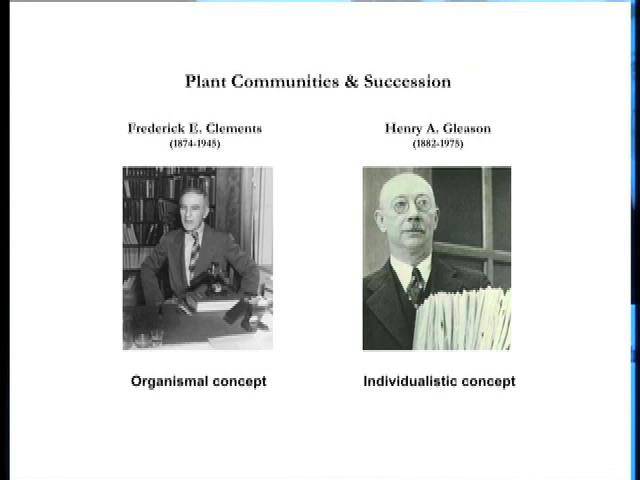 Plant Communities & Succession
Frederick E. Clements
(1874-1945)
Henry A. Gleason
(1882-1975)
Organismal concept
Individualistic concept